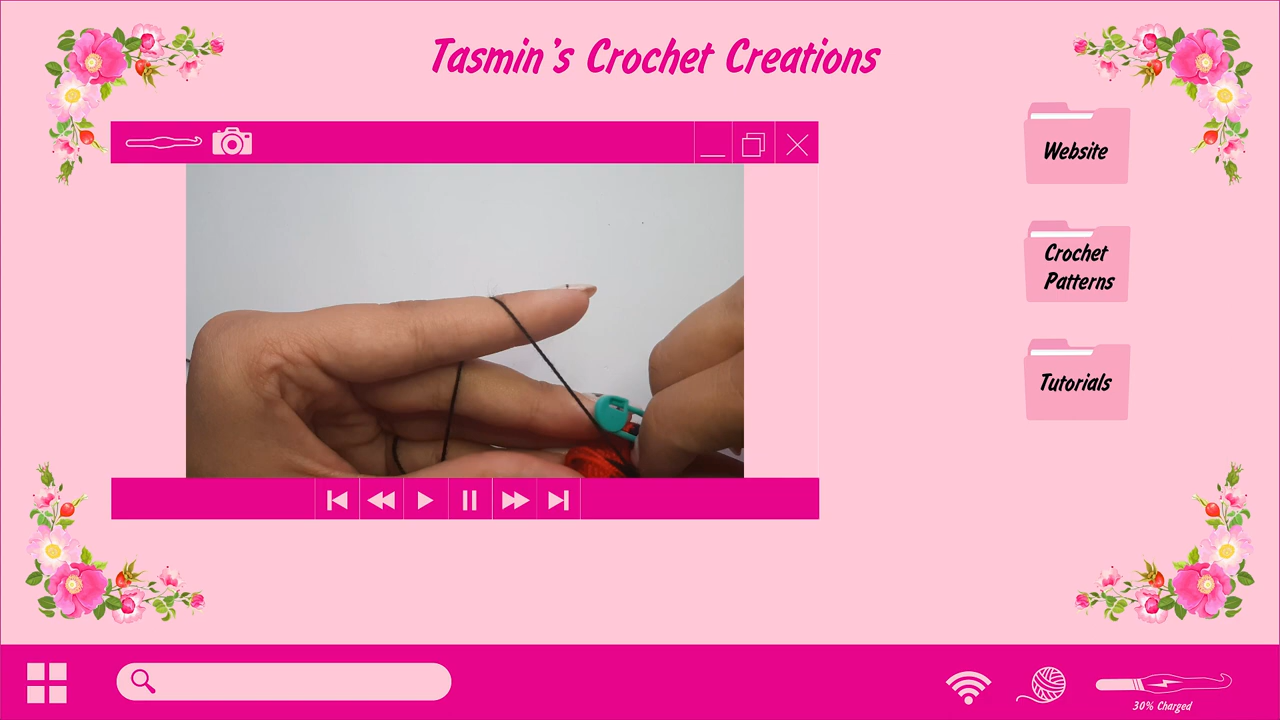 Tasmin's Crochet Creations
Website
Crochet
Patterns
Tutorials
30% Charged